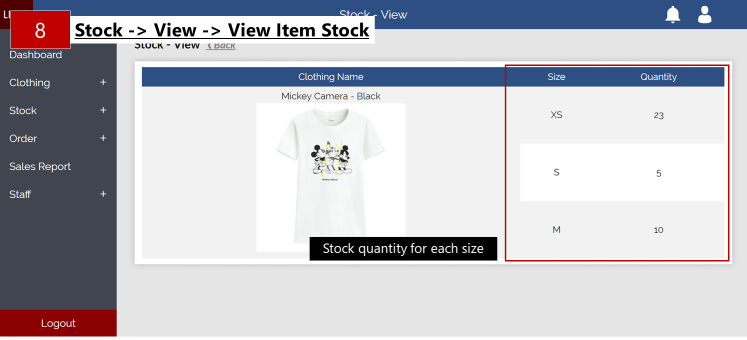 Stock - View
8
Stock -> View -> View Item Stock
Stock - View
Back
Dashboard
Clothing +
Stock +
Order +
Sales Report
Staff +
Logout
Clothing Name
Size
Quantity
Mickey Camera - Black
XS
23
S
5
M
10
Stock quantity for each size